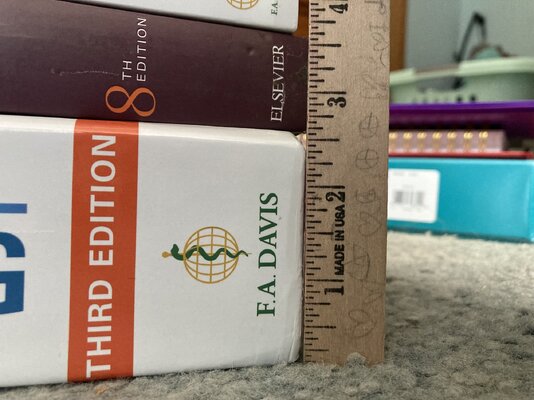 F.A.
8TH
EDITION
ELSEVIER
THIRD EDITION
F.A. DAVIS
4
3
2
MADE IN USA
1